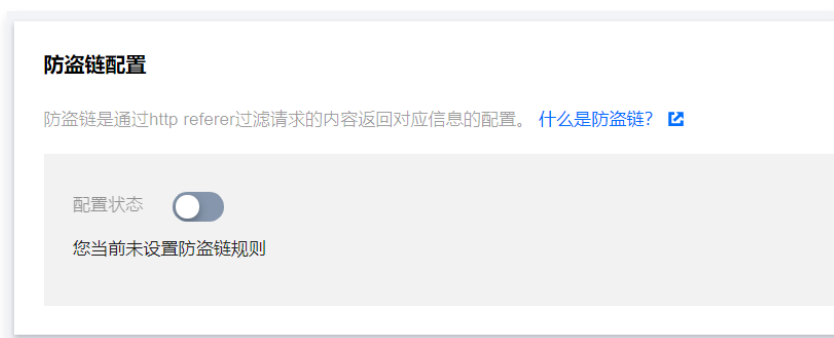 防盗链配置
防盗链是通过http referer过滤请求的内容返回对应信息的配置。 什么是防盗链?
配置状态
您当前未设置防盗链规则